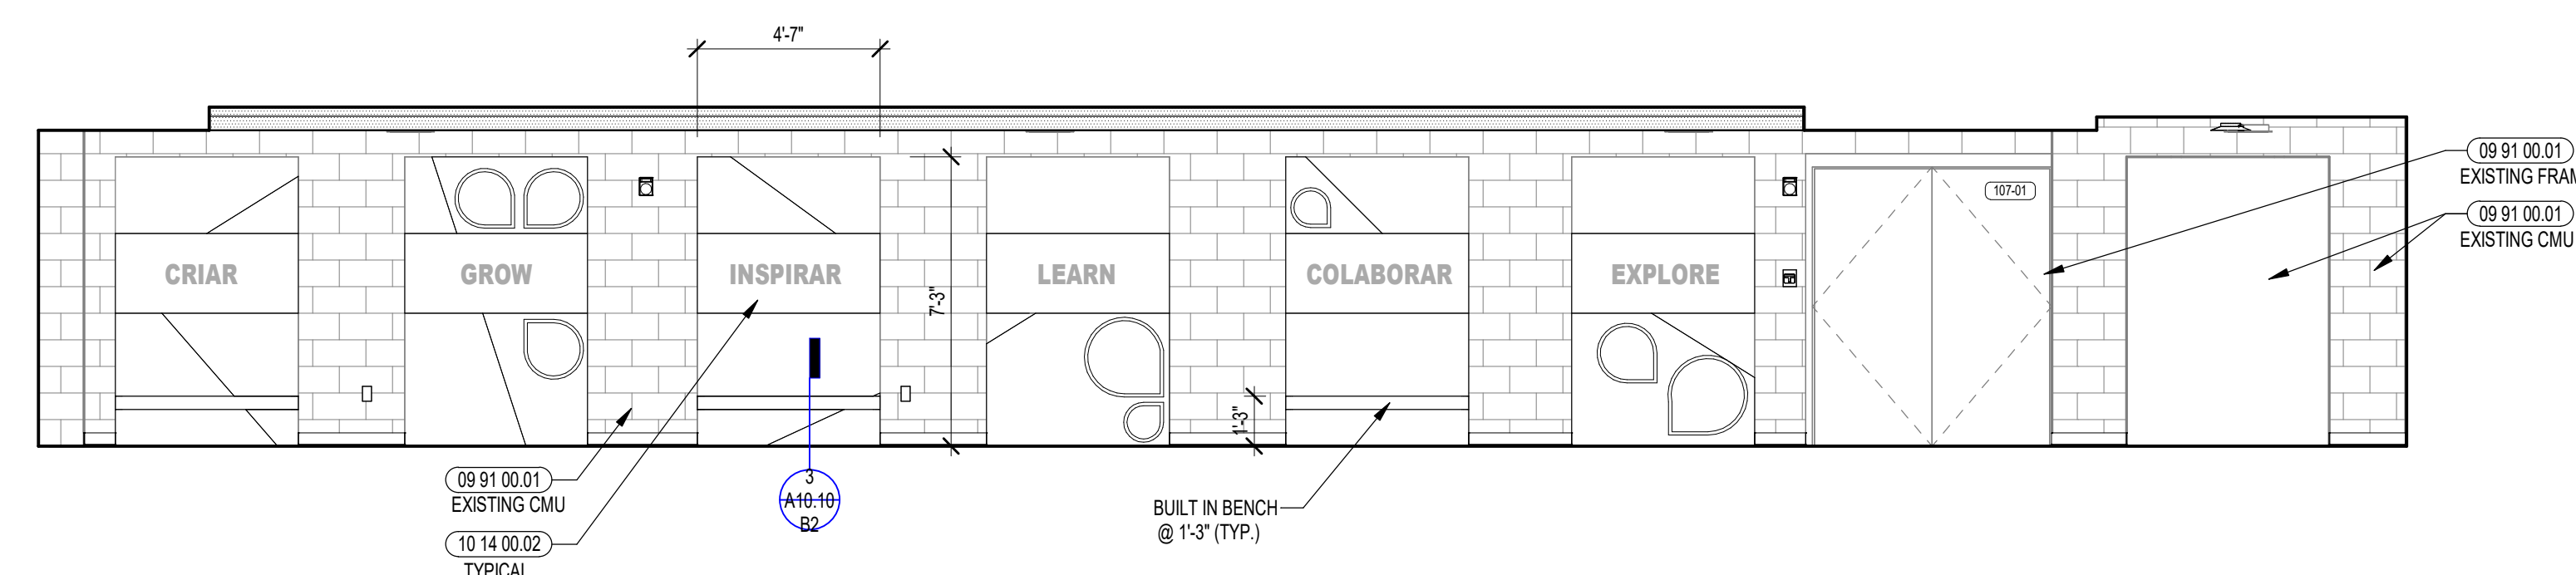 4'-7"
09 91 00.01
EXISTING FRAM
107-01
09 91 00.01
EXISTING CMU
CRIAR
GROW
INSPIRAR
LEARN
COLABORAR
EXPLORE
7'-3"
1'-3"
09 91 00.01
EXISTING CMU
3
A10.10
B2
BUILT IN BENCH
@ 1'-3" (TYP.)
10 14 00.02
TYPICAL